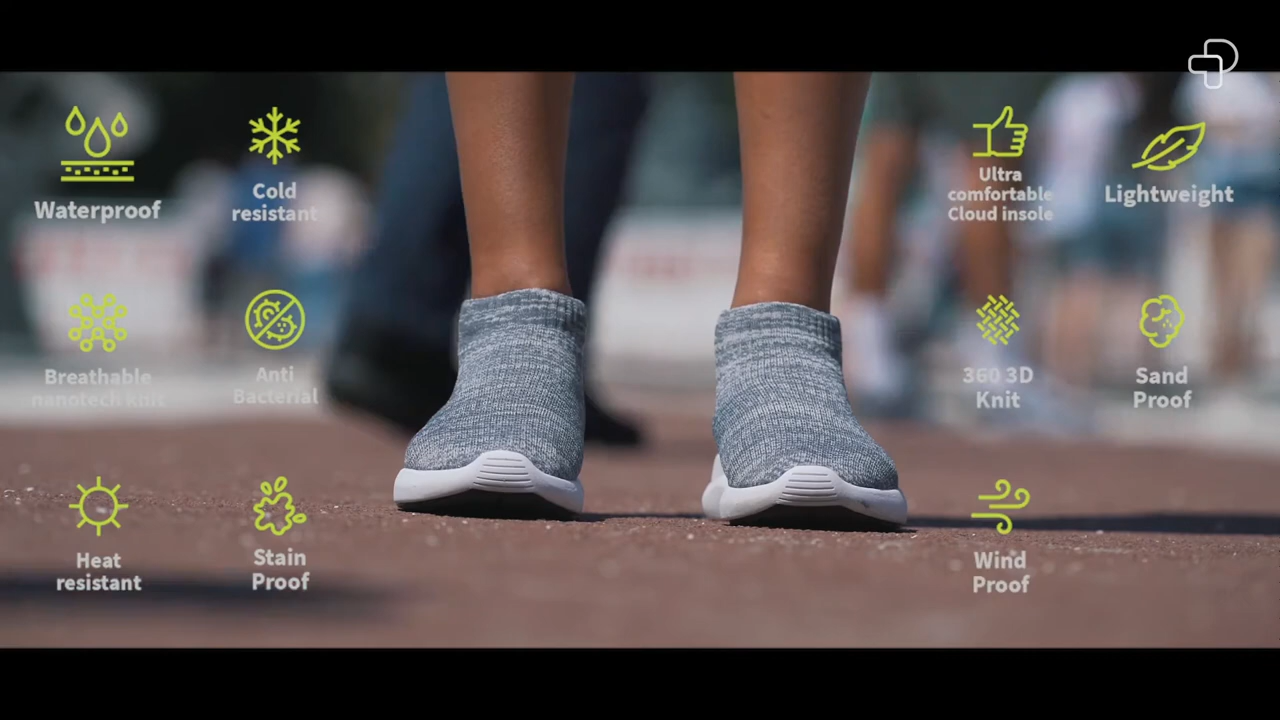 Waterproof
Cold
resistant
Ultra
comfortable
Cloud insole
Lightweight
Breathable
nanotech knit
Anti
Bacterial
360 3D
Knit
Sand
Proof
Heat
resistant
Stain
Proof
Wind
Proof